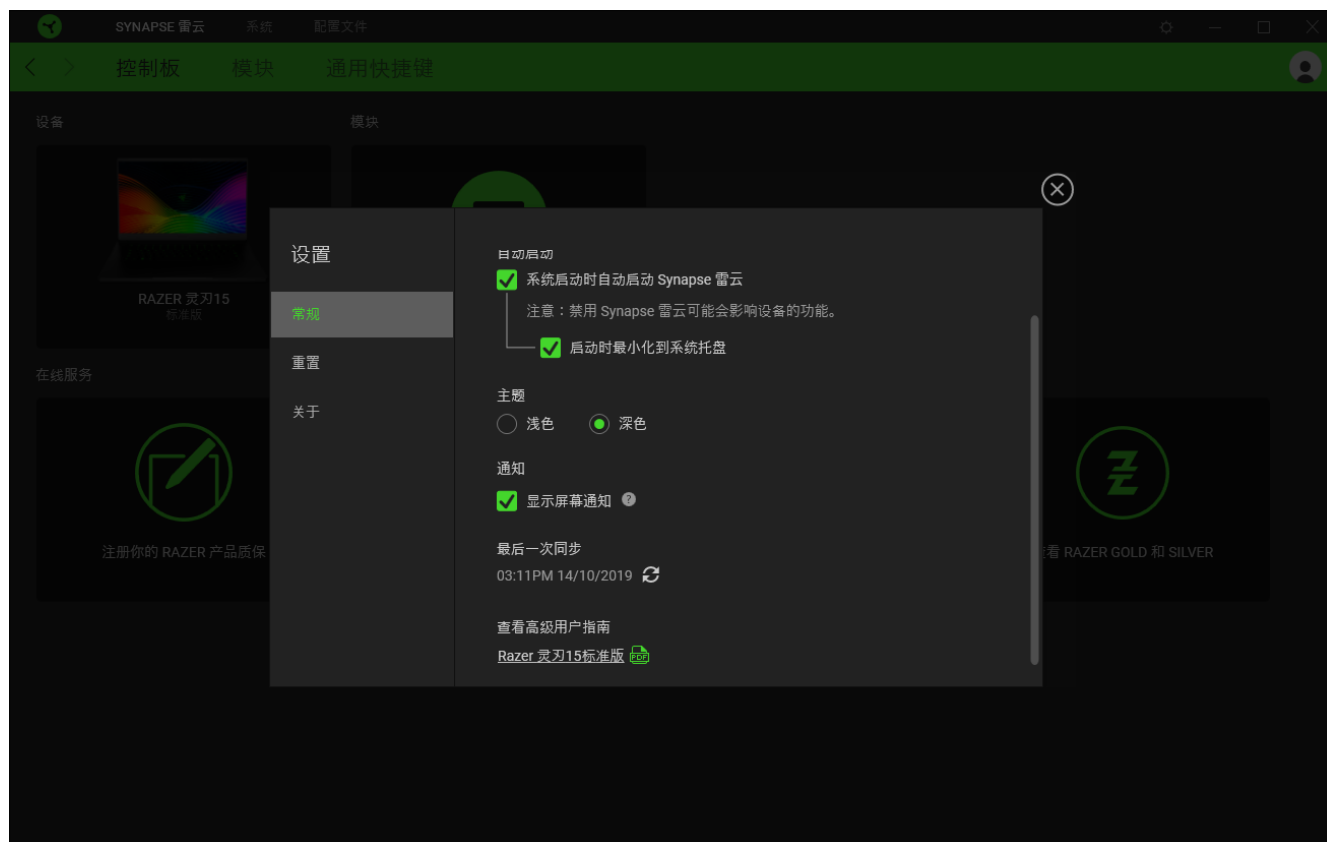 SYNAPSE 雷云 系统 配置文件
控制板 模块 通用快捷键
设备 模块
RAZER 灵刃15
标准版
在线服务
注册你的 RAZER 产品质保
看 RAZER GOLD 和 SILVER
设置
常规
重置
关于
自动启动
系统启动时自动启动 Synapse 雷云
注意：禁用 Synapse 雷云可能会影响设备的功能。
启动时最小化到系统托盘
主题
浅色 深色
通知
显示屏幕通知
最后一次同步
03:11PM 14/10/2019
查看高级用户指南
Razer 灵刃15标准版
PDF